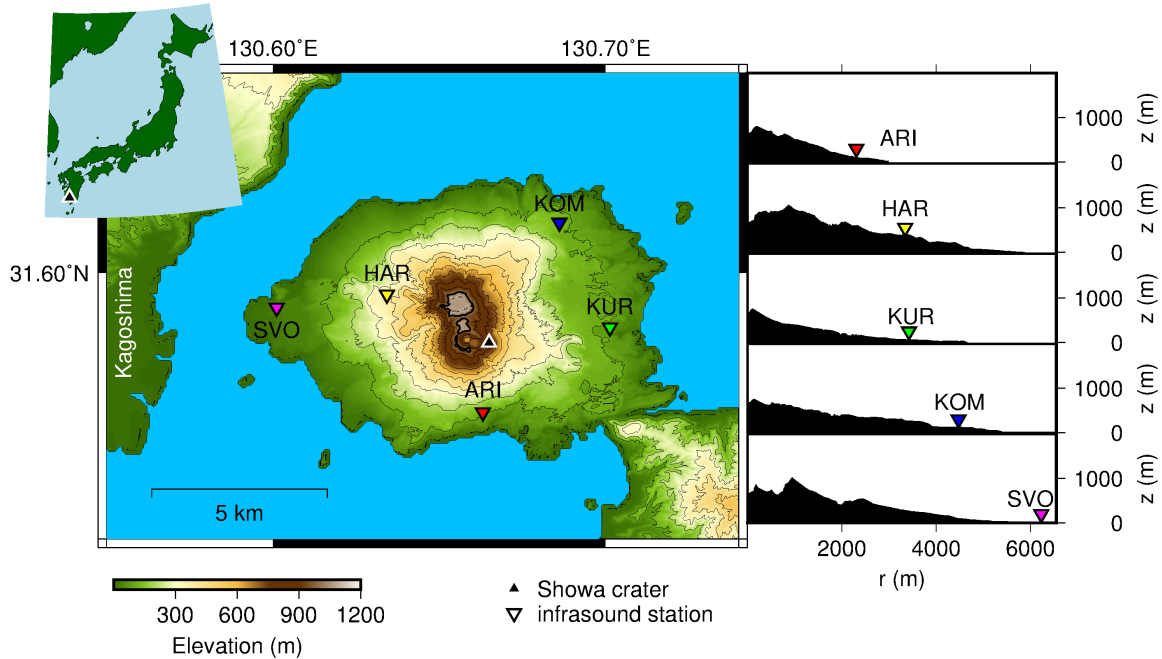 130.60˚E
130.70˚E
31.60˚N
Kagoshima
KOM
HAR
SVO
KUR
ARI
5 km
ARI
1000
0
z (m)
HAR
1000
0
z (m)
KUR
1000
0
z (m)
KOM
1000
0
z (m)
SVO
1000
0
z (m)
2000
4000
6000
r (m)
300
600
900
1200
Elevation (m)
Showa crater
infrasound station